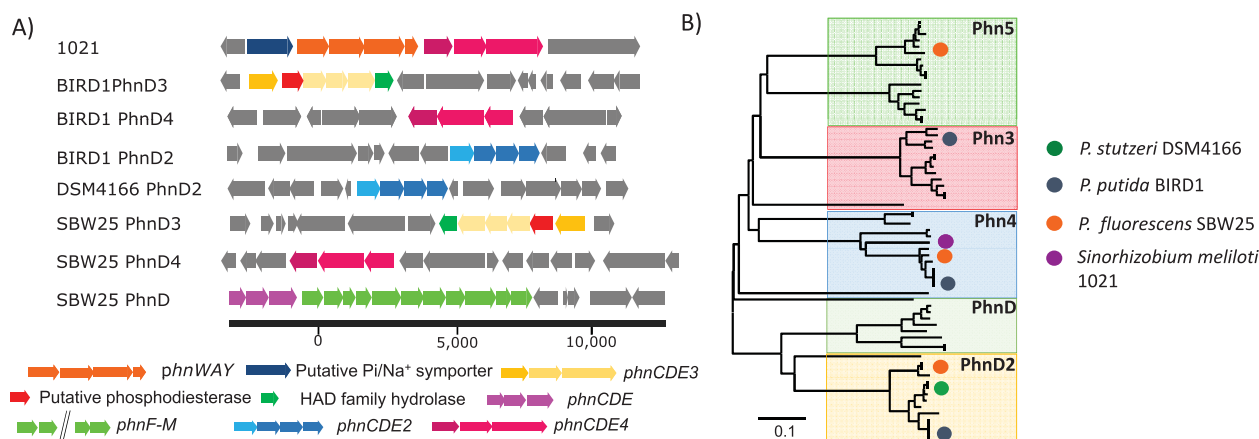 A)
1021
BIRD1PhnD3
BIRD1 PhnD4
BIRD1 PhnD2
DSM4166 PhnD2
SBW25 PhnD3
SBW25 PhnD4
SBW25 PhnD
0 5,000 10,000
phnWAY Putative Pi/Na⁺ symporter phnCDE3
Putative phosphodiesterase HAD family hydrolase phnCDE
phnF-M phnCDE2 phnCDE4
B)
Phn5
Phn3
Phn4
PhnD
PhnD2
0.1
P. stutzeri DSM4166
P. putida BIRD1
P. fluorescens SBW25
Sinorhizobium meliloti
1021